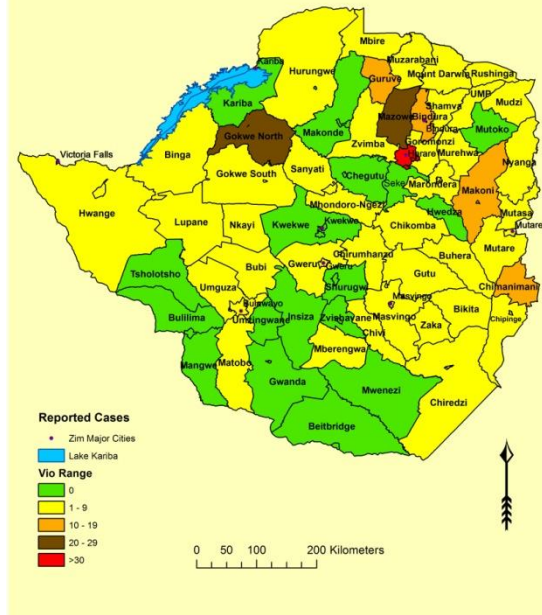 Mbire
Kariba
Hurungwe
Muzarabani
Guruve
Mount Darwin
Rushinga
UMP
Kariba
Mazowe
Shamva
Mudzi
Bindura
Bindura
Makonde
Mutoko
Gokwe North
Goromonzi
Victoria Falls
Zvimba
Harare
Murehwa
Binga
Nyanga
Sanyati
Chegutu
Gokwe South
Seke
Marondera
Makoni
Hwange
Mhondoro-Ngezi
Hwedza
Mutasa
Lupane
Nkayi
Kwekwe
Kwekwe
Chikomba
Mutare
Mutare
Chirumhanzu
Buhera
Tsholotsho
Bubi
Gweru
Gweru
Gutu
Umguza
Shurugwi
Chimanimani
Bulawayo
Masvingo
Bulilima
Umzingwane
Insiza
Zvishavane
Masvingo
Bikita
Chipinge
Chivi
Zaka
Mangwe
Matobo
Mberengwa
Gwanda
Mwenezi
Chiredzi
Beitbridge
Reported Cases
Zim Major Cities
Lake Kariba
Vio Range
0
1 - 9
10 - 19
20 - 29
>30
0 50 100 200 Kilometers